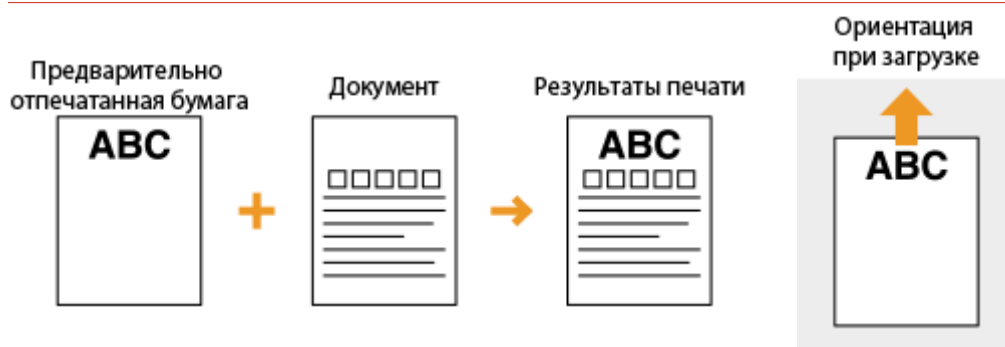 Предварительно
отпечатанная бумага
ABC
Документ
Результаты печати
ABC
Ориентация
при загрузке
ABC